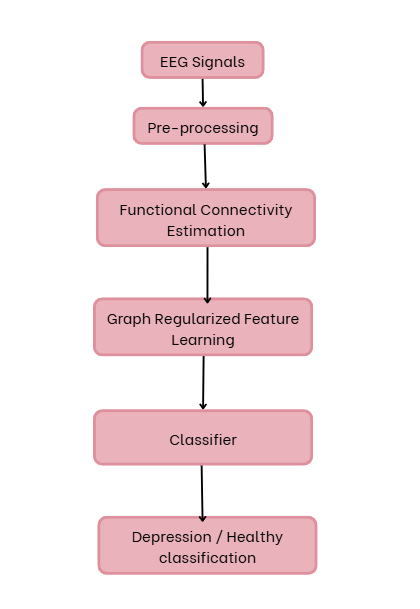 EEG Signals
Pre-processing
Functional Connectivity
Estimation
Graph Regularized Feature
Learning
Classifier
Depression / Healthy
classification